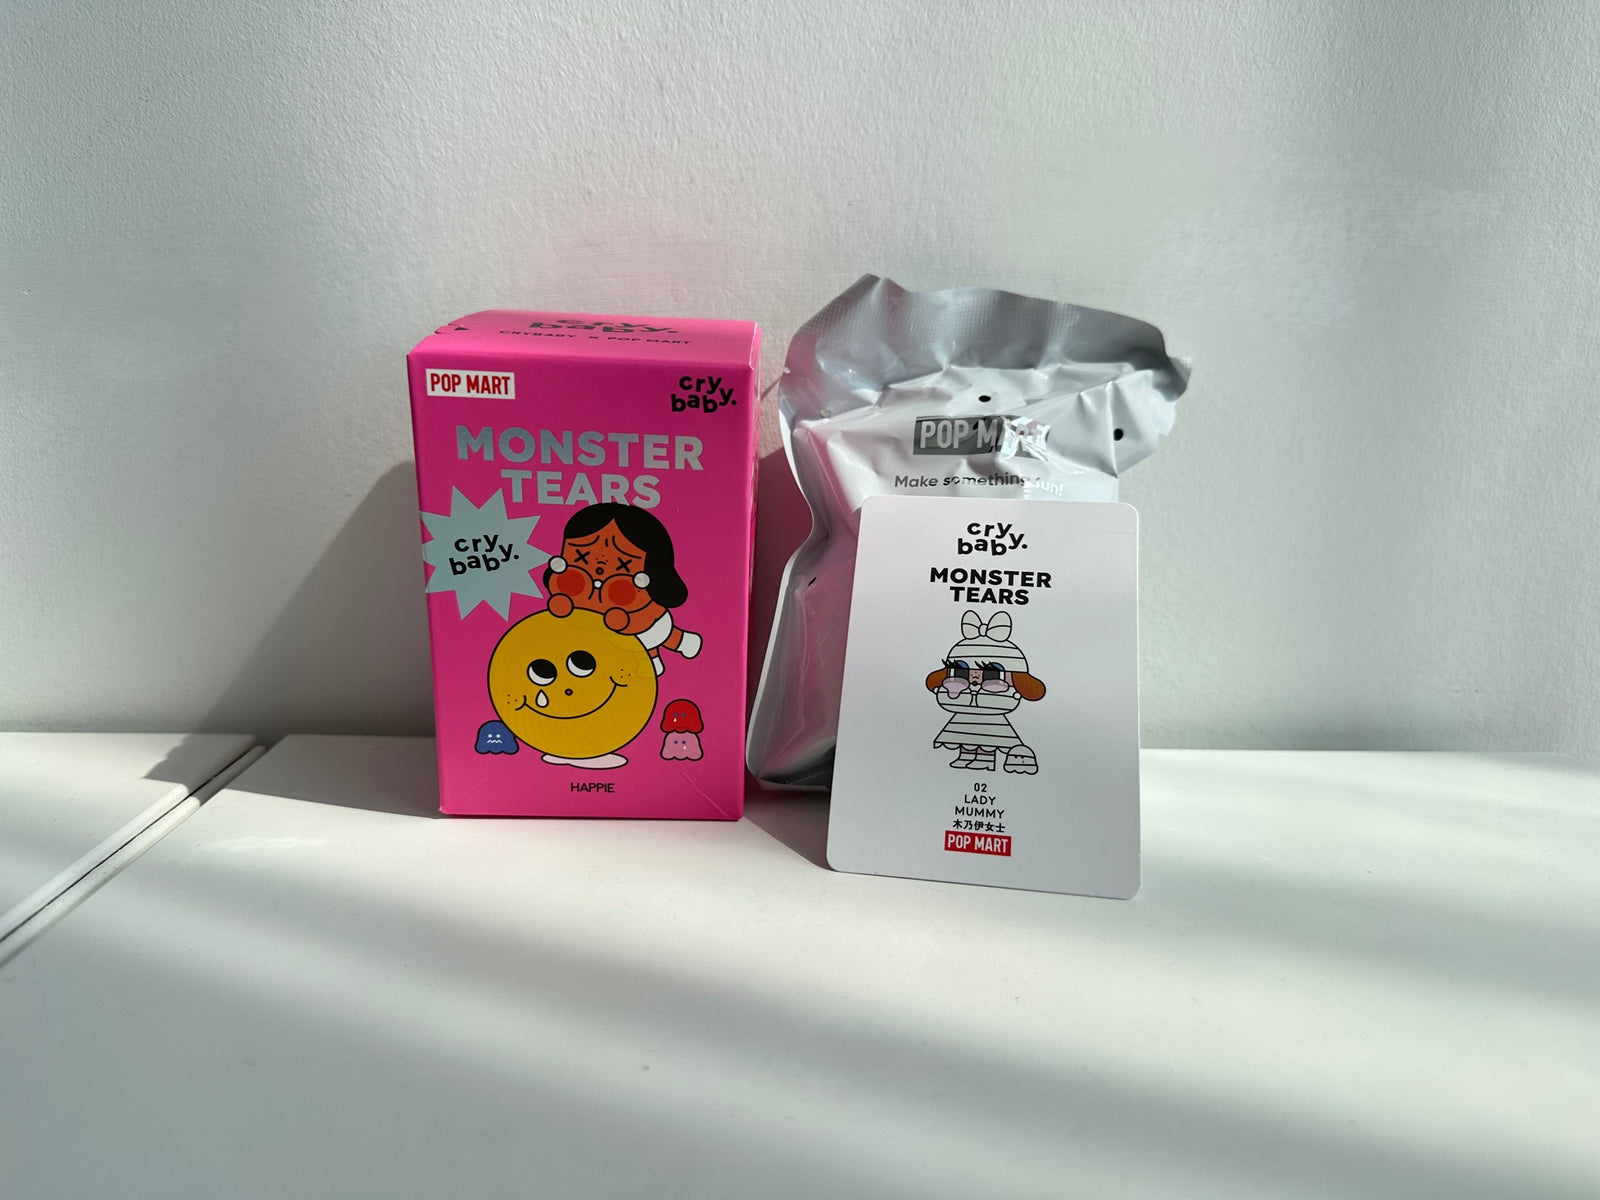 cry
baby.
CRYBABY × POP MART
POP MART
cry
baby.
MONSTER
TEARS
cry
baby.
HAPPIE
POP MART
Make something fun!
cry
baby.
MONSTER
TEARS
02
LADY
MUMMY
木乃伊女士
POP MART